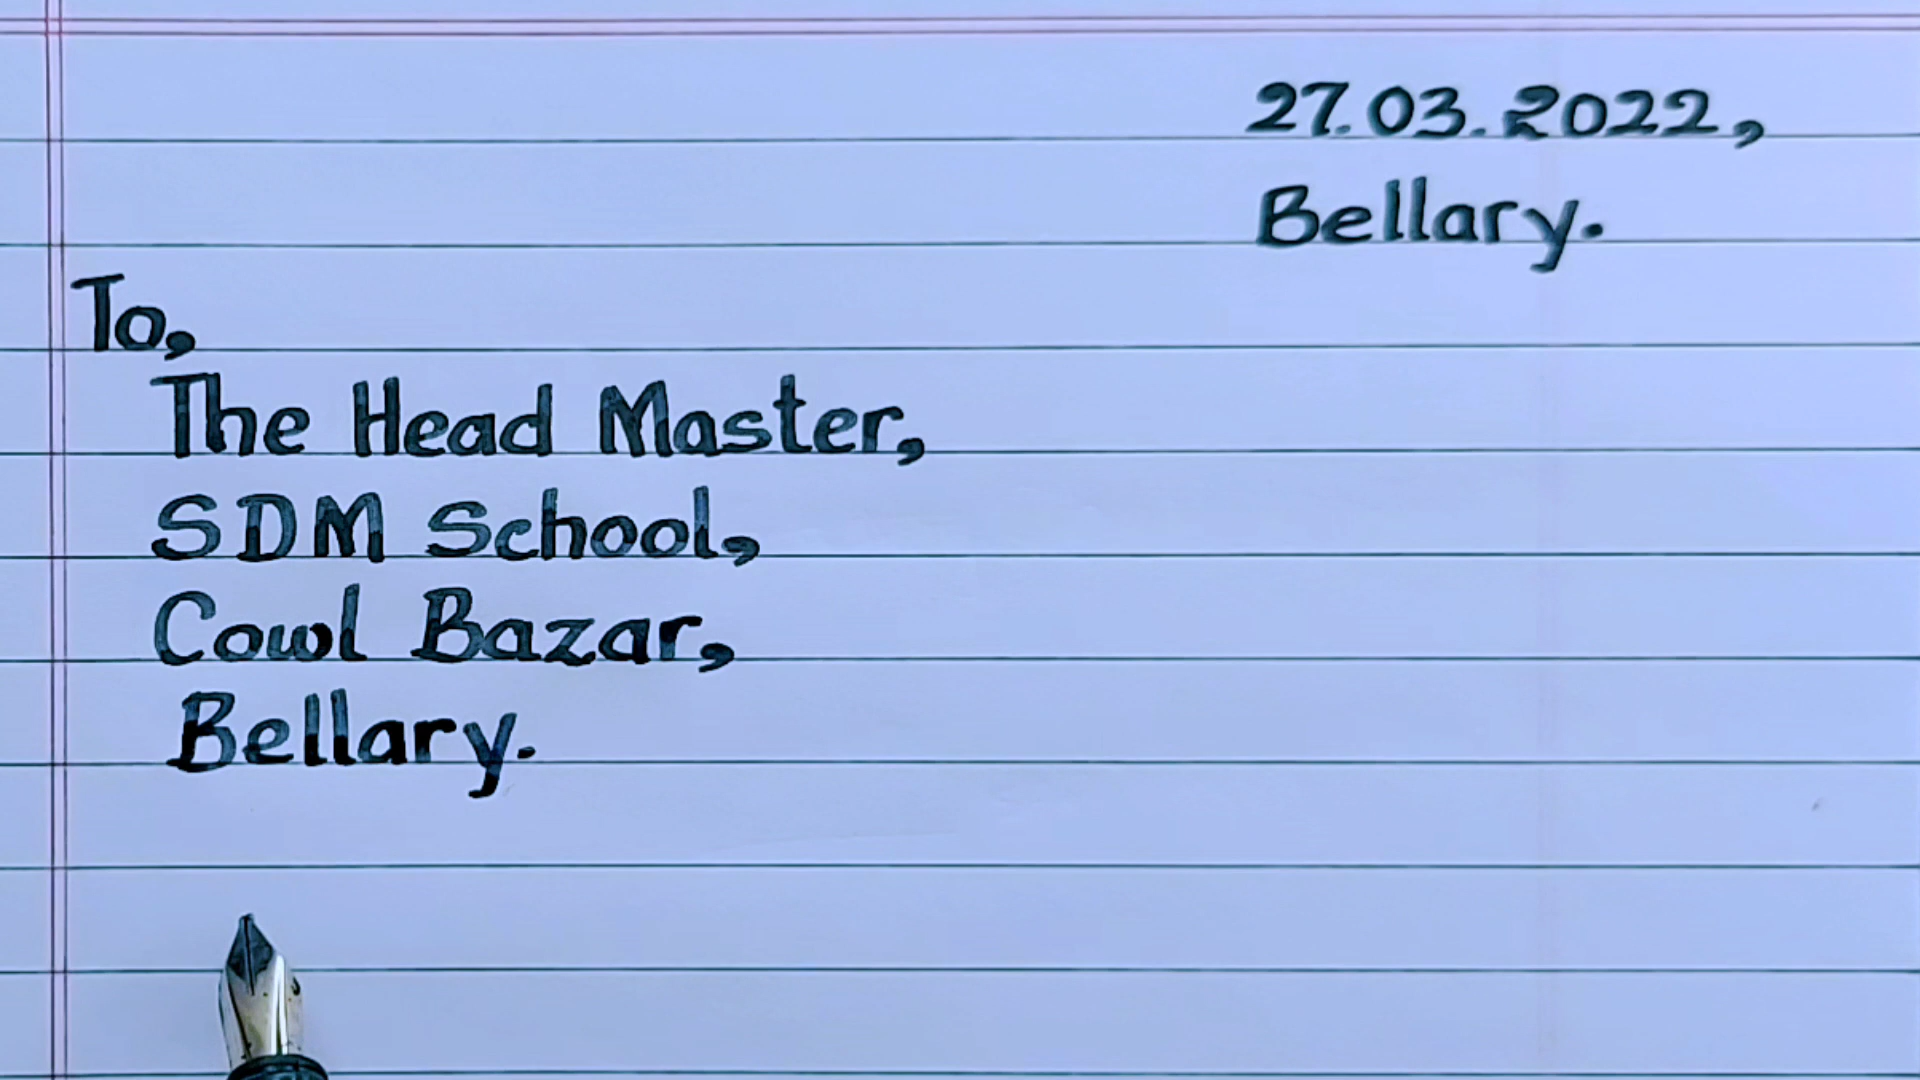 27.03.2022,
Bellary.
To,
The Head Master,
SDM School,
Cowl Bazar,
Bellary.